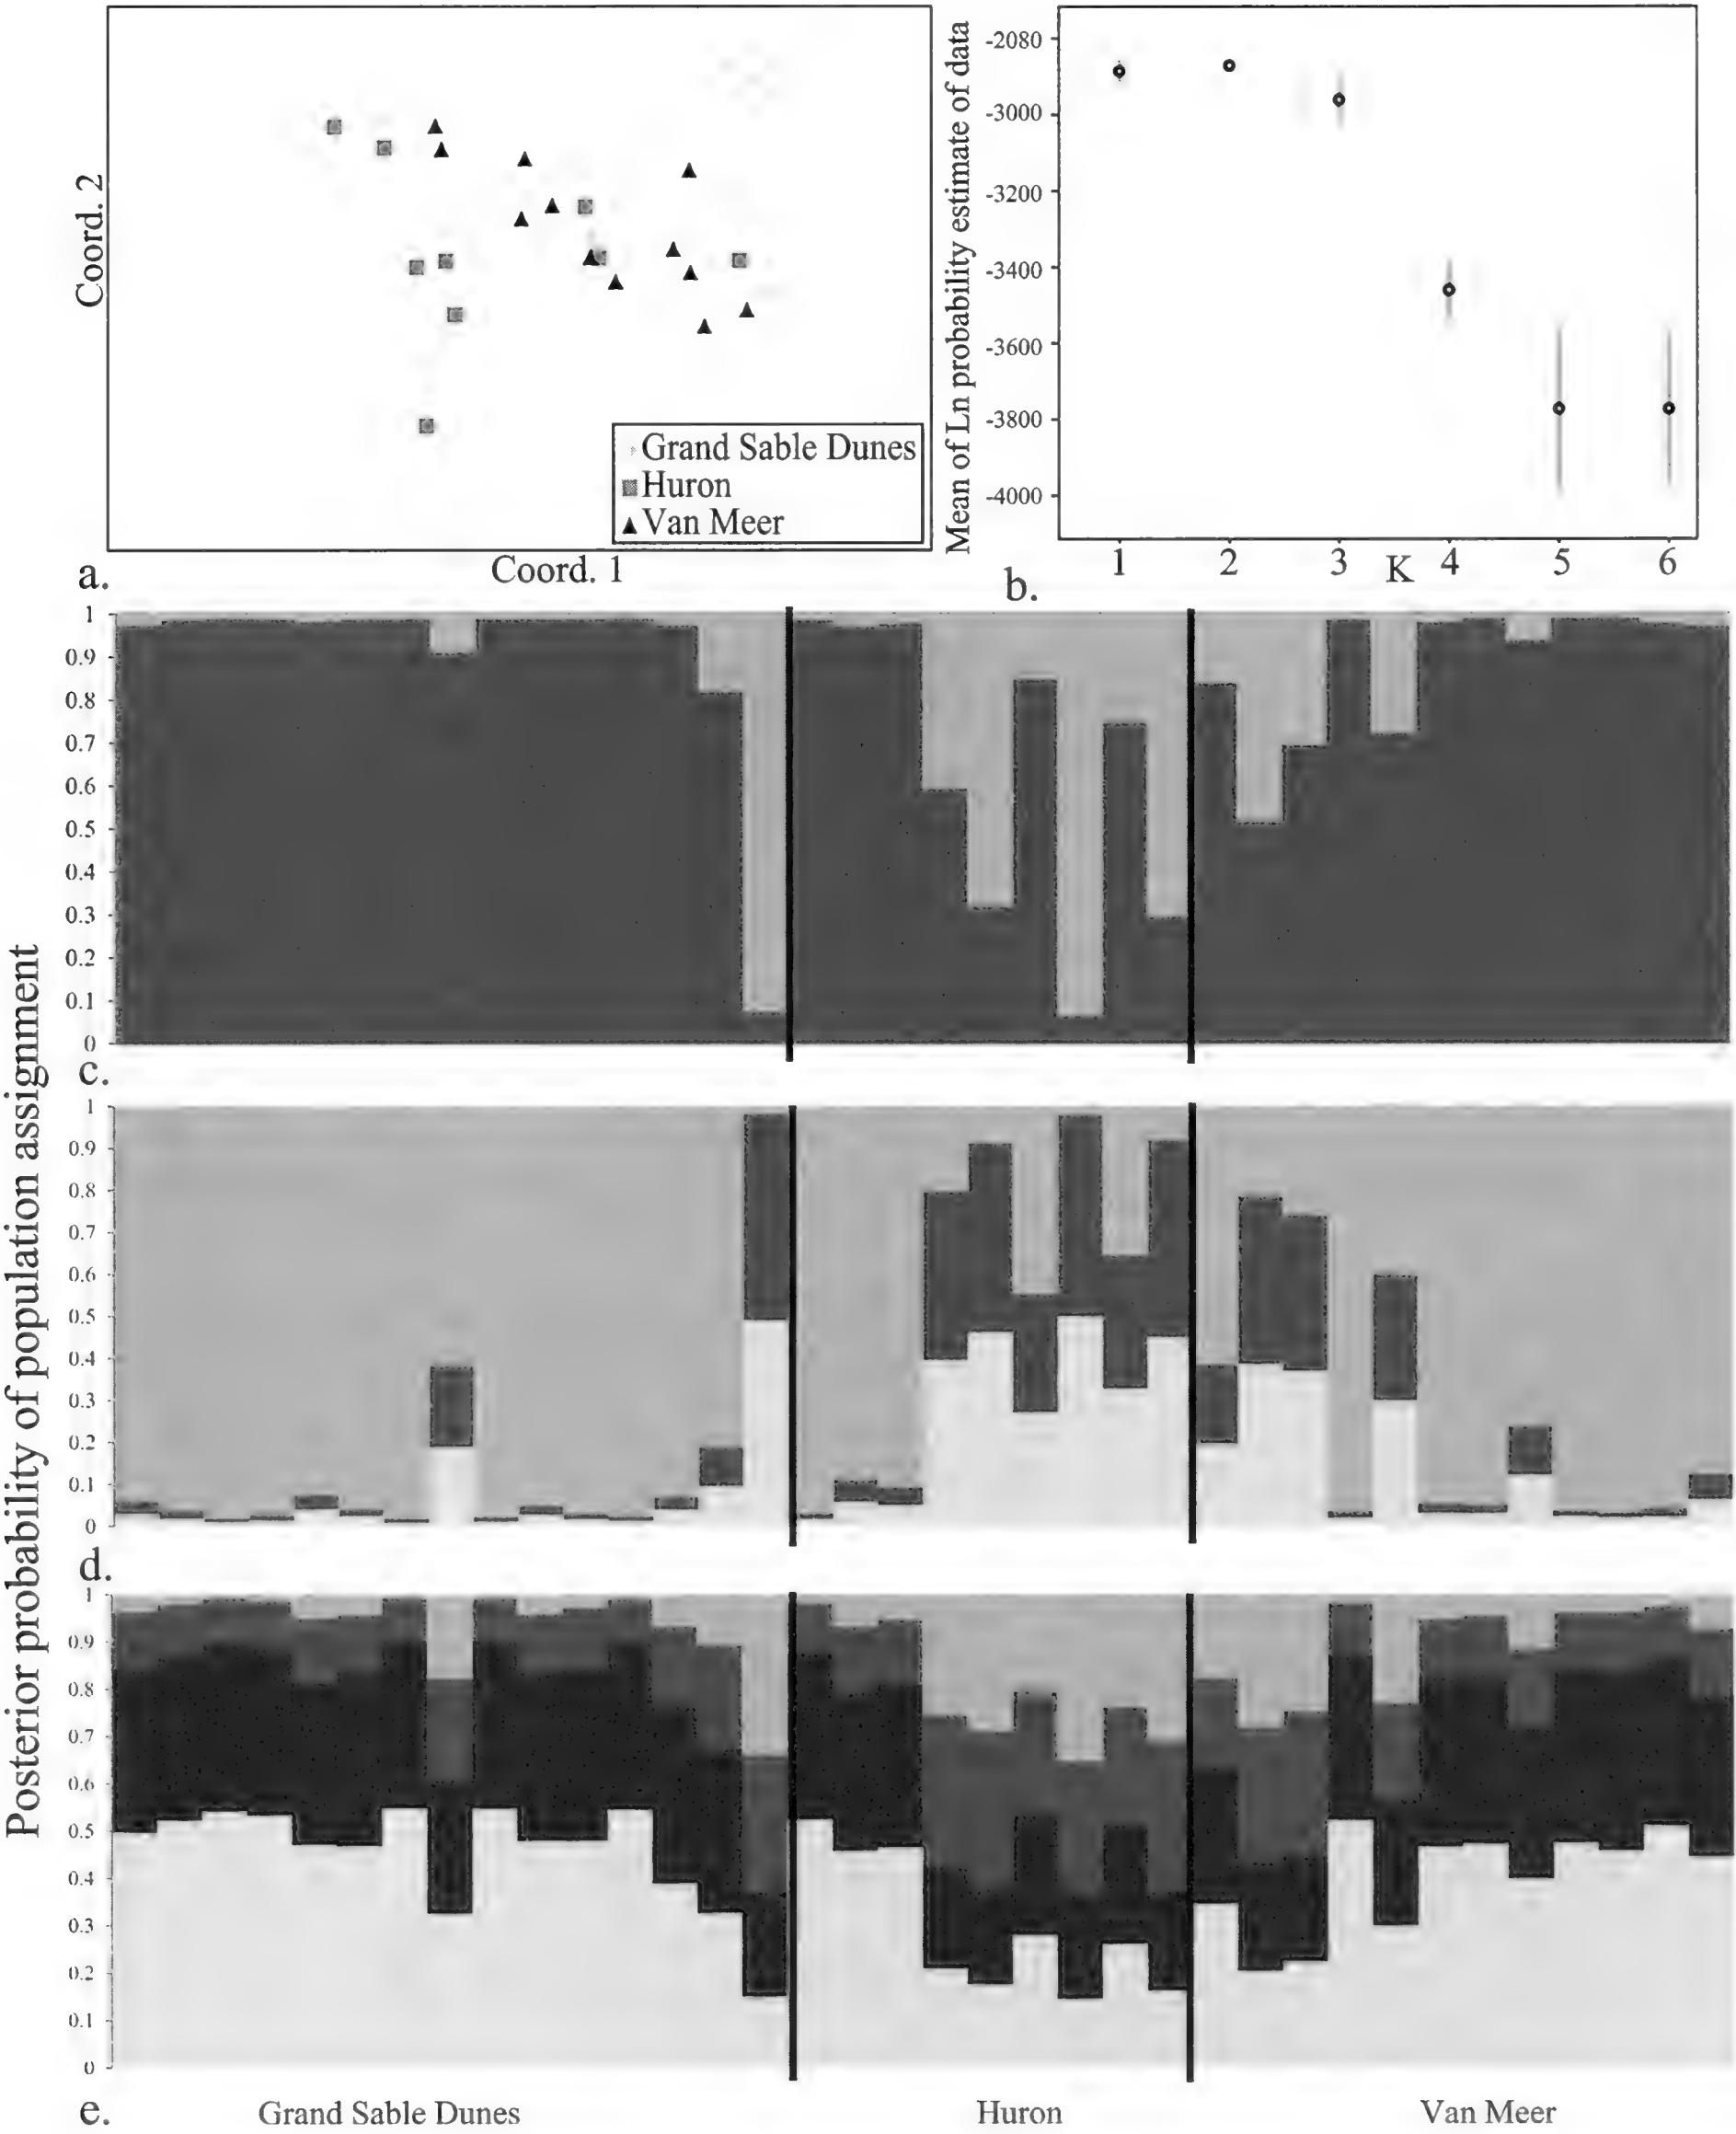 Coord. 2
Grand Sable Dunes
Huron
Van Meer
Coord. 1
a.
Mean of Ln probability estimate of data
-2080
-3000
-3200
-3400
-3600
-3800
-4000
1 2 3 K 4 5 6
b.
Posterior probability of population assignment
1
0.9
0.8
0.7
0.6
0.5
0.4
0.3
0.2
0.1
0
c.
1
0.9
0.8
0.7
0.6
0.5
0.4
0.3
0.2
0.1
0
d.
1
0.9
0.8
0.7
0.6
0.5
0.4
0.3
0.2
0.1
0
e.
Grand Sable Dunes Huron Van Meer